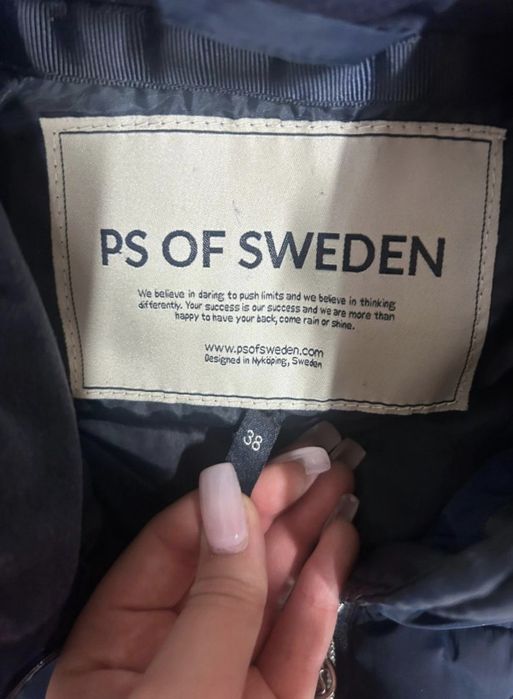 PS OF SWEDEN
We believe in daring to push limits and we believe in thinking
differently. Your success is our success and we are more than
happy to have your back, come rain or shine.
www.psofsweden.com
Designed in Nyköping, Sweden
38